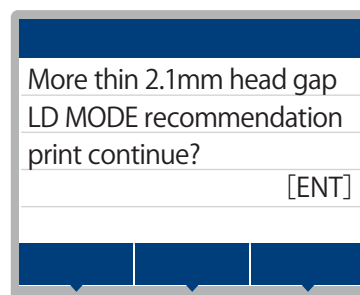 More thin 2.1mm head gap
LD MODE recommendation
print continue?
[ENT]